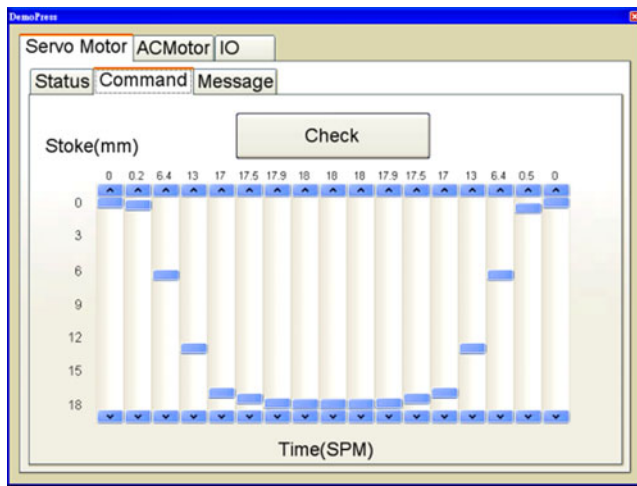 DemoPress
Servo Motor ACMotor IO
Status Command Message
Check
Stoke(mm)
0 0.2 6.4 13 17 17.5 17.9 18 18 18 17.9 17.5 17 13 6.4 0.5 0
0
3
6
9
12
15
18
Time(SPM)